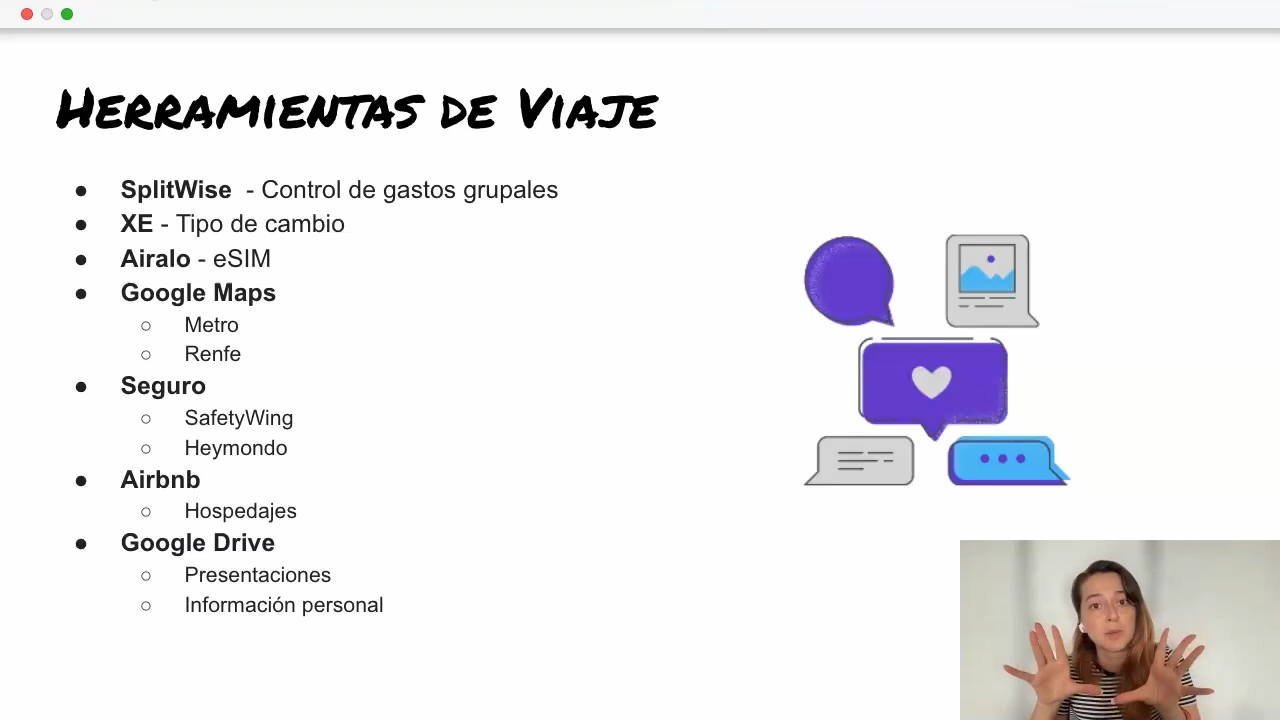 Herramientas de Viaje
● SplitWise - Control de gastos grupales
● XE - Tipo de cambio
● Airalo - eSIM
● Google Maps
○ Metro
○ Renfe
● Seguro
○ SafetyWing
○ Heymondo
● Airbnb
○ Hospedajes
● Google Drive
○ Presentaciones
○ Información personal